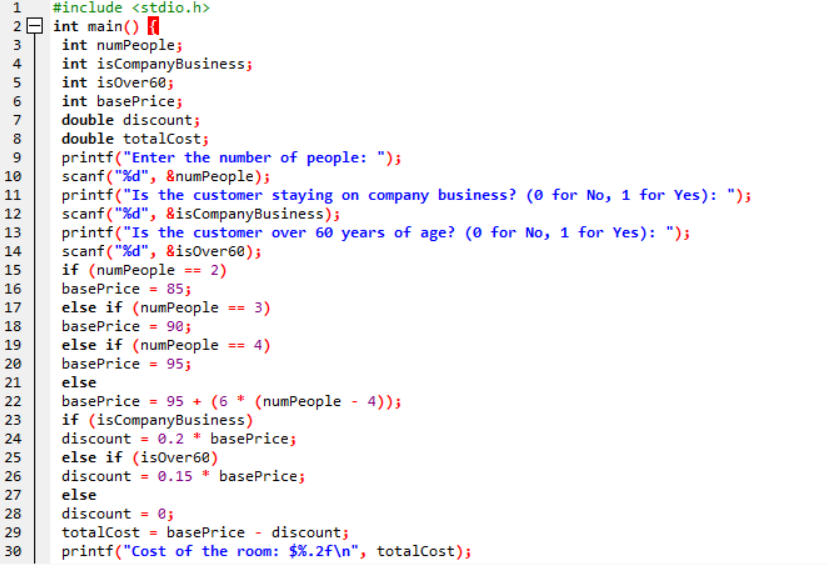 1 #include <stdio.h>
2 int main() {
3 int numPeople;
4 int isCompanyBusiness;
5 int isOver60;
6 int basePrice;
7 double discount;
8 double totalCost;
9 printf("Enter the number of people: ");
10 scanf("%d", &numPeople);
11 printf("Is the customer staying on company business? (0 for No, 1 for Yes): ");
12 scanf("%d", &isCompanyBusiness);
13 printf("Is the customer over 60 years of age? (0 for No, 1 for Yes): ");
14 scanf("%d", &isOver60);
15 if (numPeople == 2)
16 basePrice = 85;
17 else if (numPeople == 3)
18 basePrice = 90;
19 else if (numPeople == 4)
20 basePrice = 95;
21 else
22 basePrice = 95 + (6 * (numPeople - 4));
23 if (isCompanyBusiness)
24 discount = 0.2 * basePrice;
25 else if (isOver60)
26 discount = 0.15 * basePrice;
27 else
28 discount = 0;
29 totalCost = basePrice - discount;
30 printf("Cost of the room: $%.2f\n", totalCost);